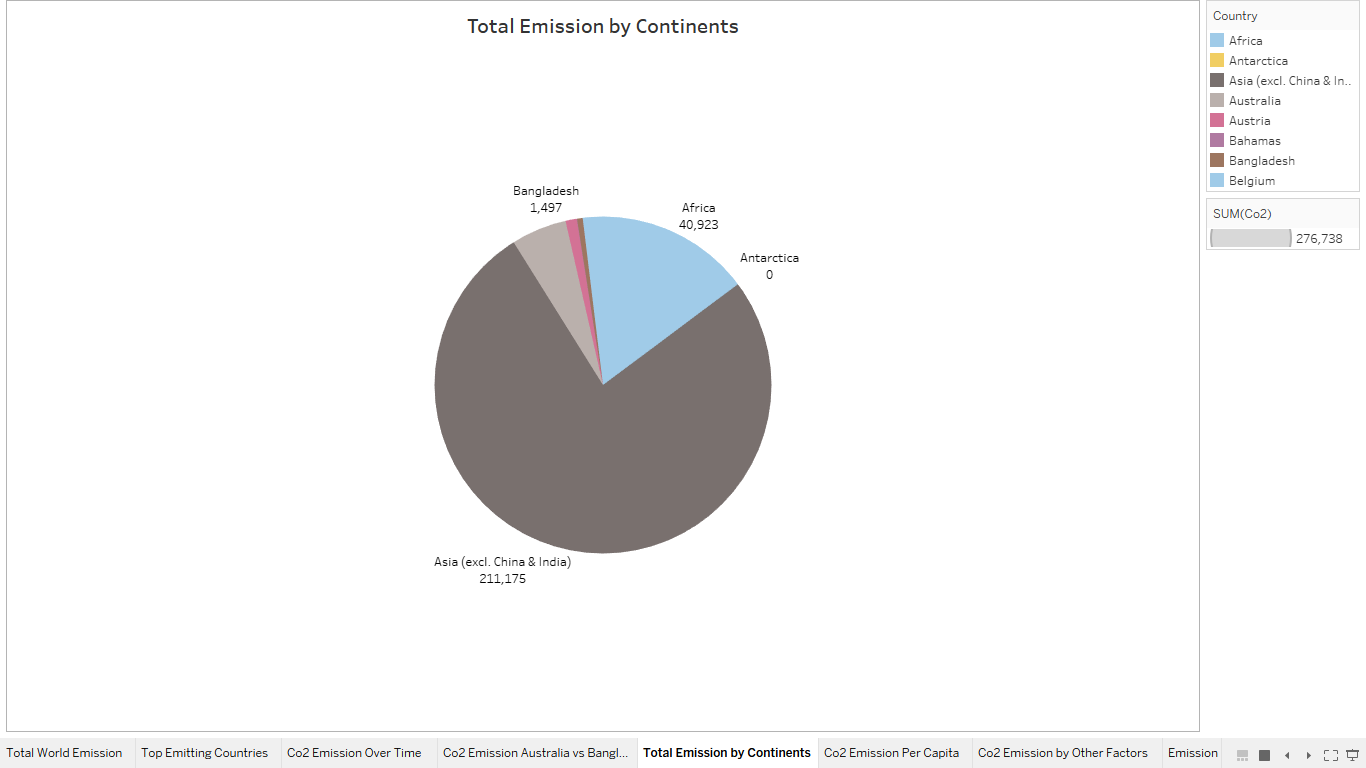 Total Emission by Continents
Bangladesh
1,497
Africa
40,923
Antarctica
0
Asia (excl. China & India)
211,175
Country
Africa
Antarctica
Asia (excl. China & In..
Australia
Austria
Bahamas
Bangladesh
Belgium
SUM(Co2)
276,738
Total World Emission
Top Emitting Countries
Co2 Emission Over Time
Co2 Emission Australia vs Bangl...
Total Emission by Continents
Co2 Emission Per Capita
Co2 Emission by Other Factors
Emission